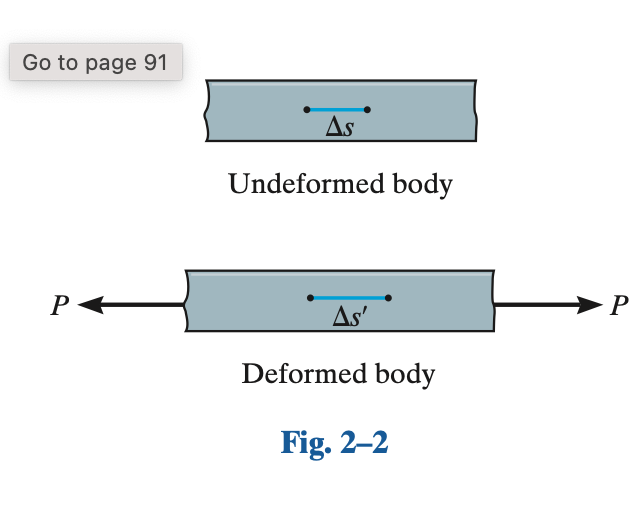 Go to page 91
Δs
Undeformed body
P P
Δs′
Deformed body
Fig. 2–2